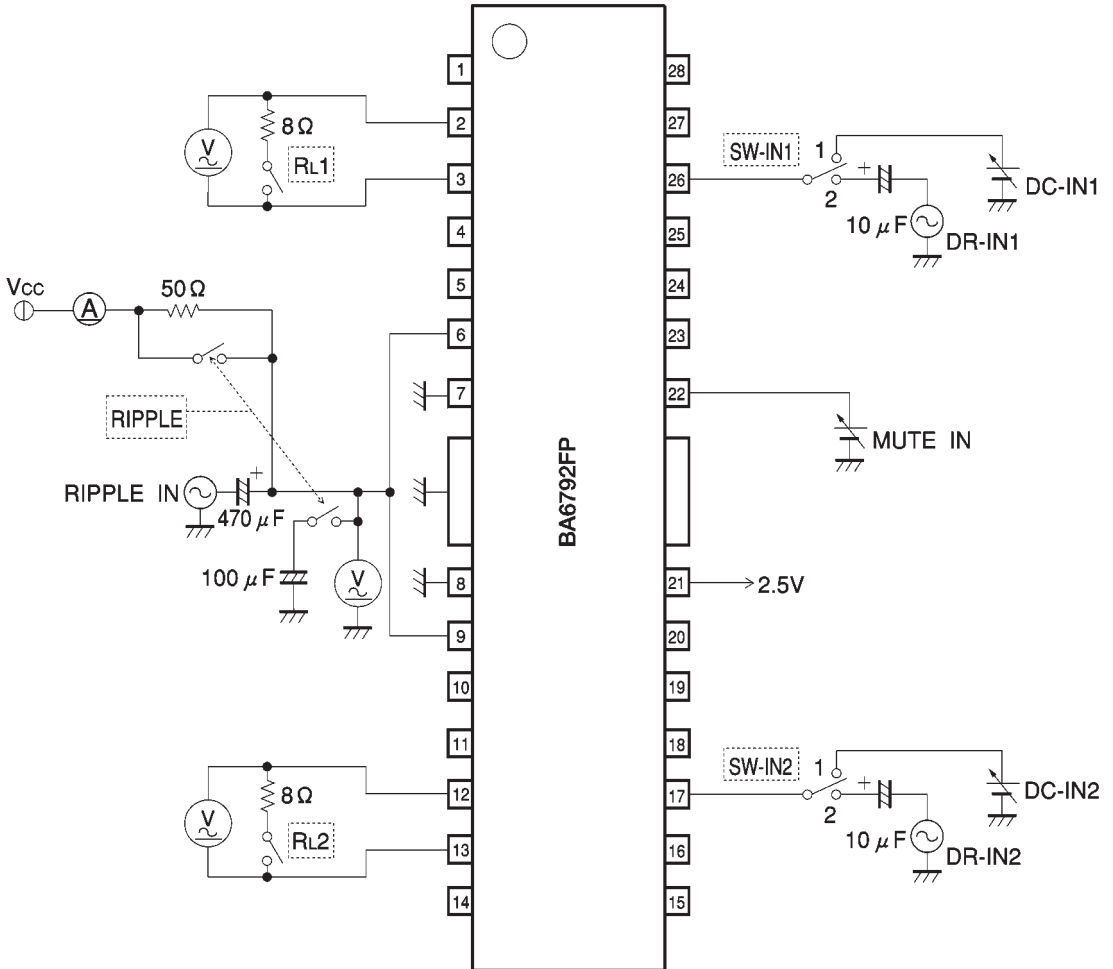 1
28
2
27
8Ω
V
RL1
SW-IN1
1
2
+
DC-IN1
3
26
10 μF
DR-IN1
4
25
5
24
Vcc
A
50Ω
6
23
7
22
RIPPLE
MUTE IN
BA6792FP
RIPPLE IN
+
470 μF
100 μF
V
8
21
2.5V
9
20
10
19
11
18
SW-IN2
1
2
+
DC-IN2
12
17
8Ω
V
RL2
10 μF
DR-IN2
13
16
14
15